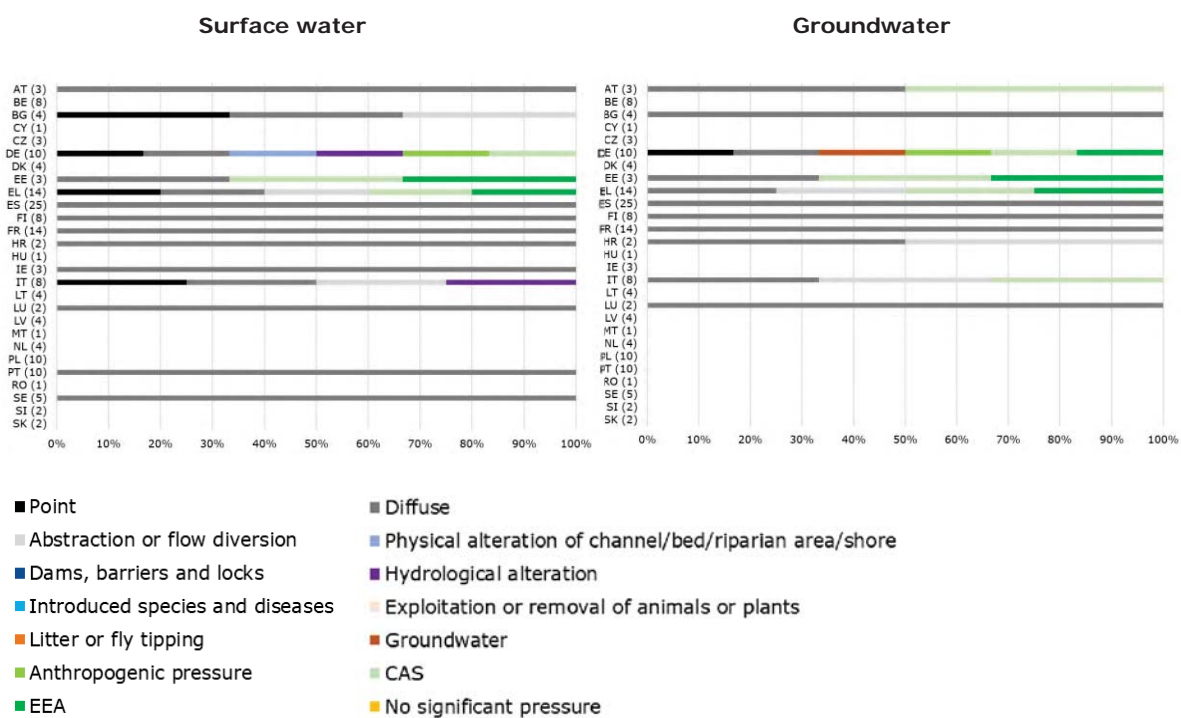 Surface water
Groundwater
AT (3)
BE (8)
BG (4)
CY (1)
CZ (3)
DE (10)
DK (4)
EE (3)
EL (14)
ES (25)
FI (8)
FR (14)
HR (2)
HU (1)
IE (3)
IT (8)
LT (4)
LU (2)
LV (4)
MT (1)
NL (4)
PL (10)
PT (10)
RO (1)
SE (5)
SI (2)
SK (2)
0% 10% 20% 30% 40% 50% 60% 70% 80% 90% 100%
AT (3)
BE (8)
BG (4)
CY (1)
CZ (3)
DE (10)
DK (4)
EE (3)
EL (14)
ES (25)
FI (8)
FR (14)
HR (2)
HU (1)
IE (3)
IT (8)
LT (4)
LU (2)
LV (4)
MT (1)
NL (4)
PL (10)
PT (10)
RO (1)
SE (5)
SI (2)
SK (2)
0% 10% 20% 30% 40% 50% 60% 70% 80% 90% 100%
Point
Diffuse
Abstraction or flow diversion
Physical alteration of channel/bed/riparian area/shore
Dams, barriers and locks
Hydrological alteration
Introduced species and diseases
Exploitation or removal of animals or plants
Litter or fly tipping
Groundwater
Anthropogenic pressure
CAS
EEA
No significant pressure